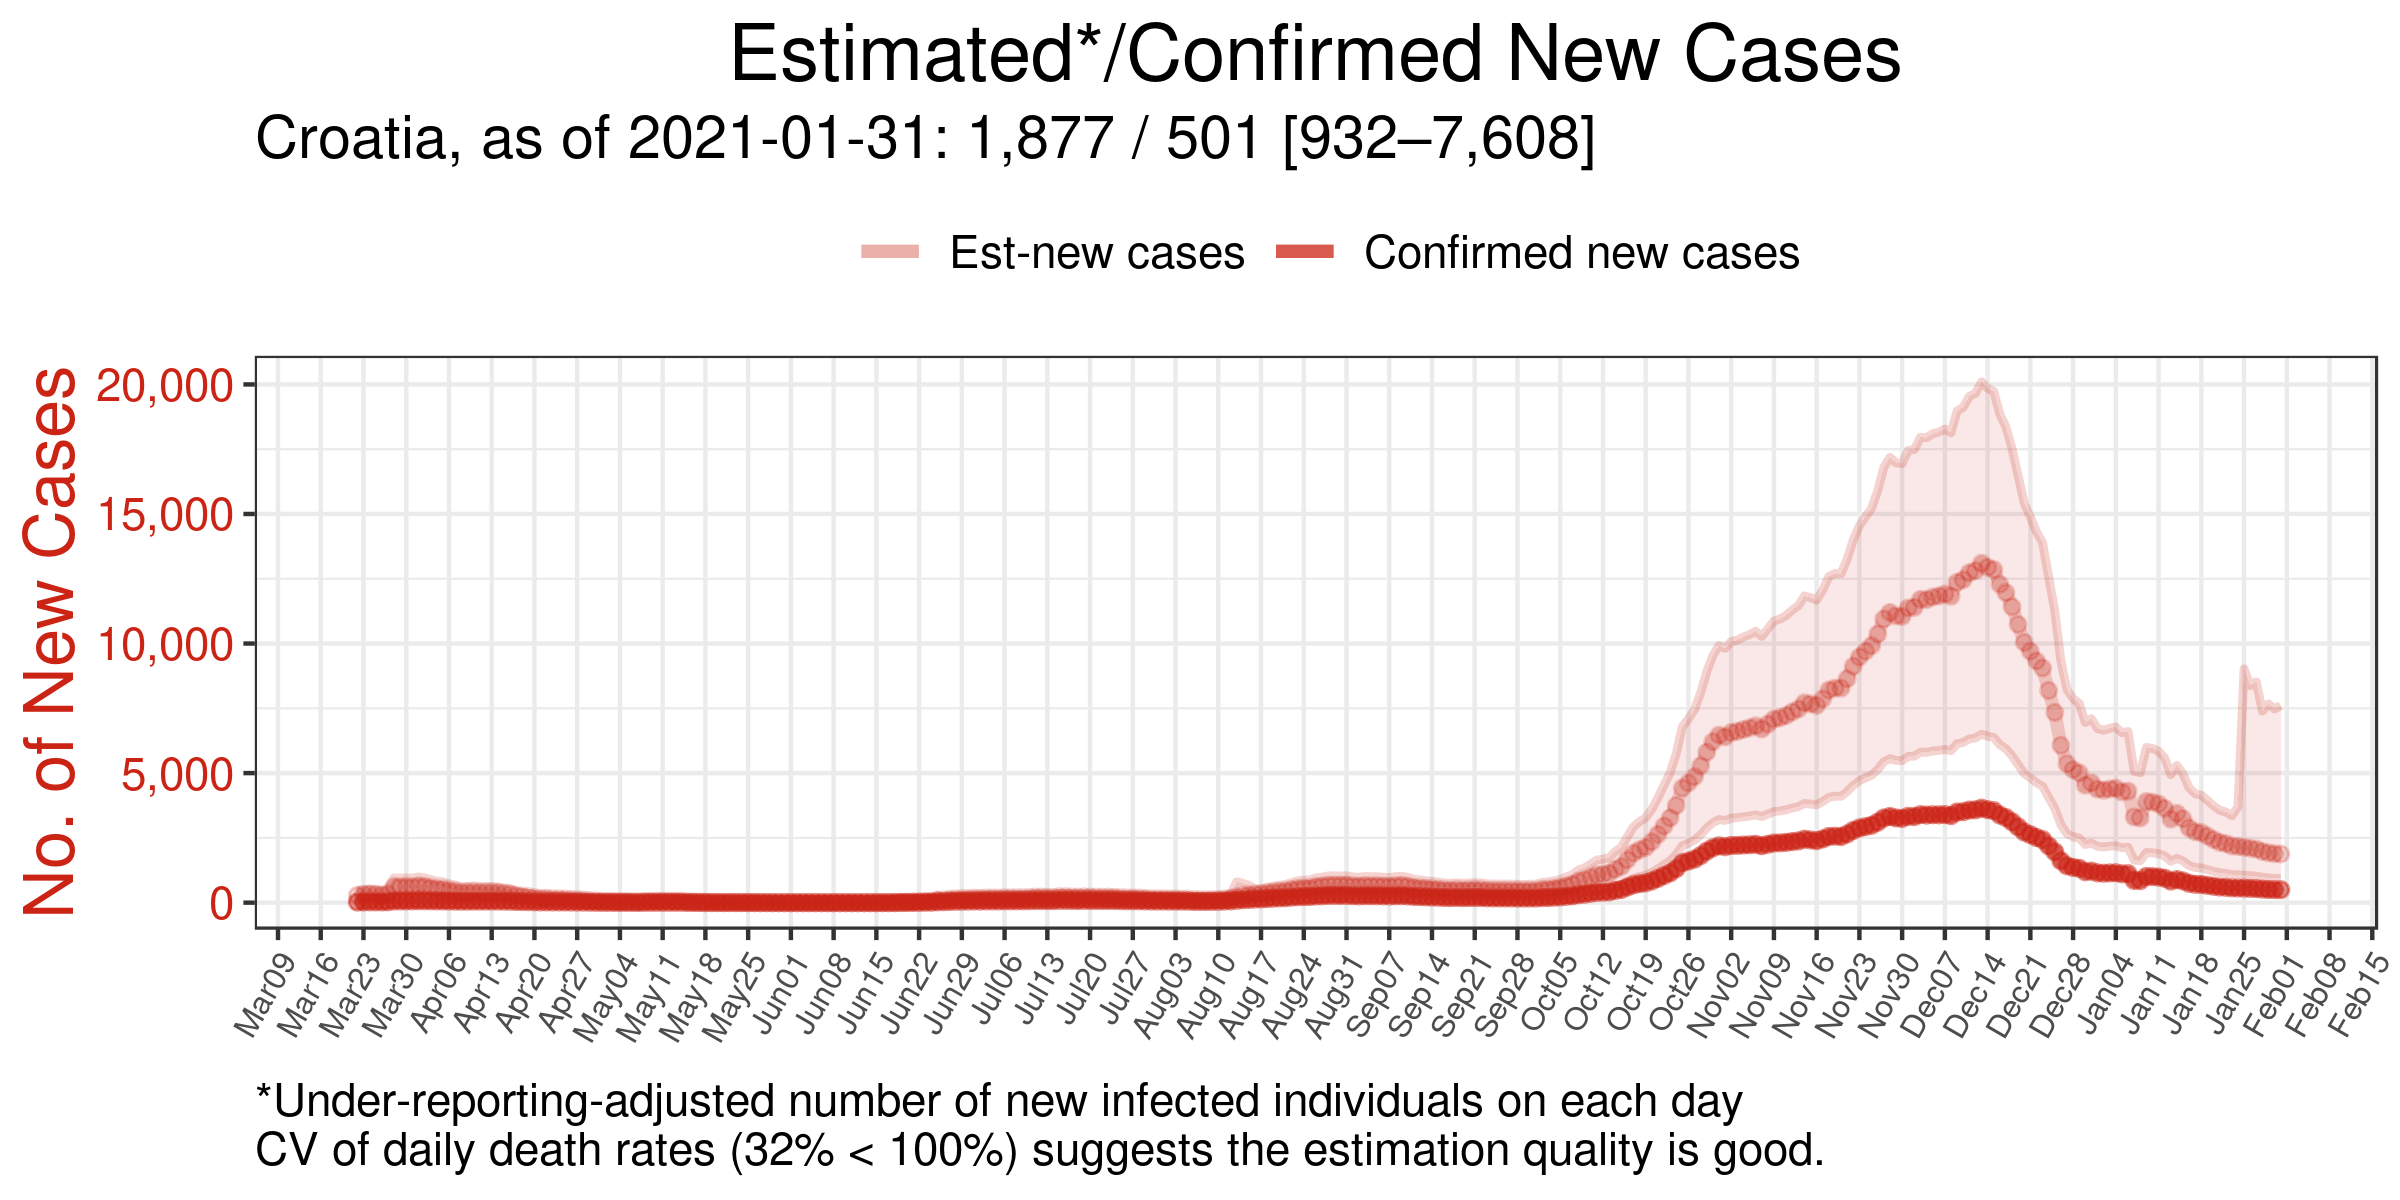 Estimated*/Confirmed New Cases
Croatia, as of 2021-01-31: 1,877 / 501 [932–7,608]
Est-new cases
Confirmed new cases
No. of New Cases
20,000
15,000
10,000
5,000
0
Mar09
Mar16
Mar23
Mar30
Apr06
Apr13
Apr20
Apr27
May04
May11
May18
May25
Jun01
Jun08
Jun15
Jun22
Jun29
Jul06
Jul13
Jul20
Jul27
Aug03
Aug10
Aug17
Aug24
Aug31
Sep07
Sep14
Sep21
Sep28
Oct05
Oct12
Oct19
Oct26
Nov02
Nov09
Nov16
Nov23
Nov30
Dec07
Dec14
Dec21
Dec28
Jan04
Jan11
Jan18
Jan25
Feb01
Feb08
Feb15
*Under-reporting-adjusted number of new infected individuals on each day
CV of daily death rates (32% < 100%) suggests the estimation quality is good.